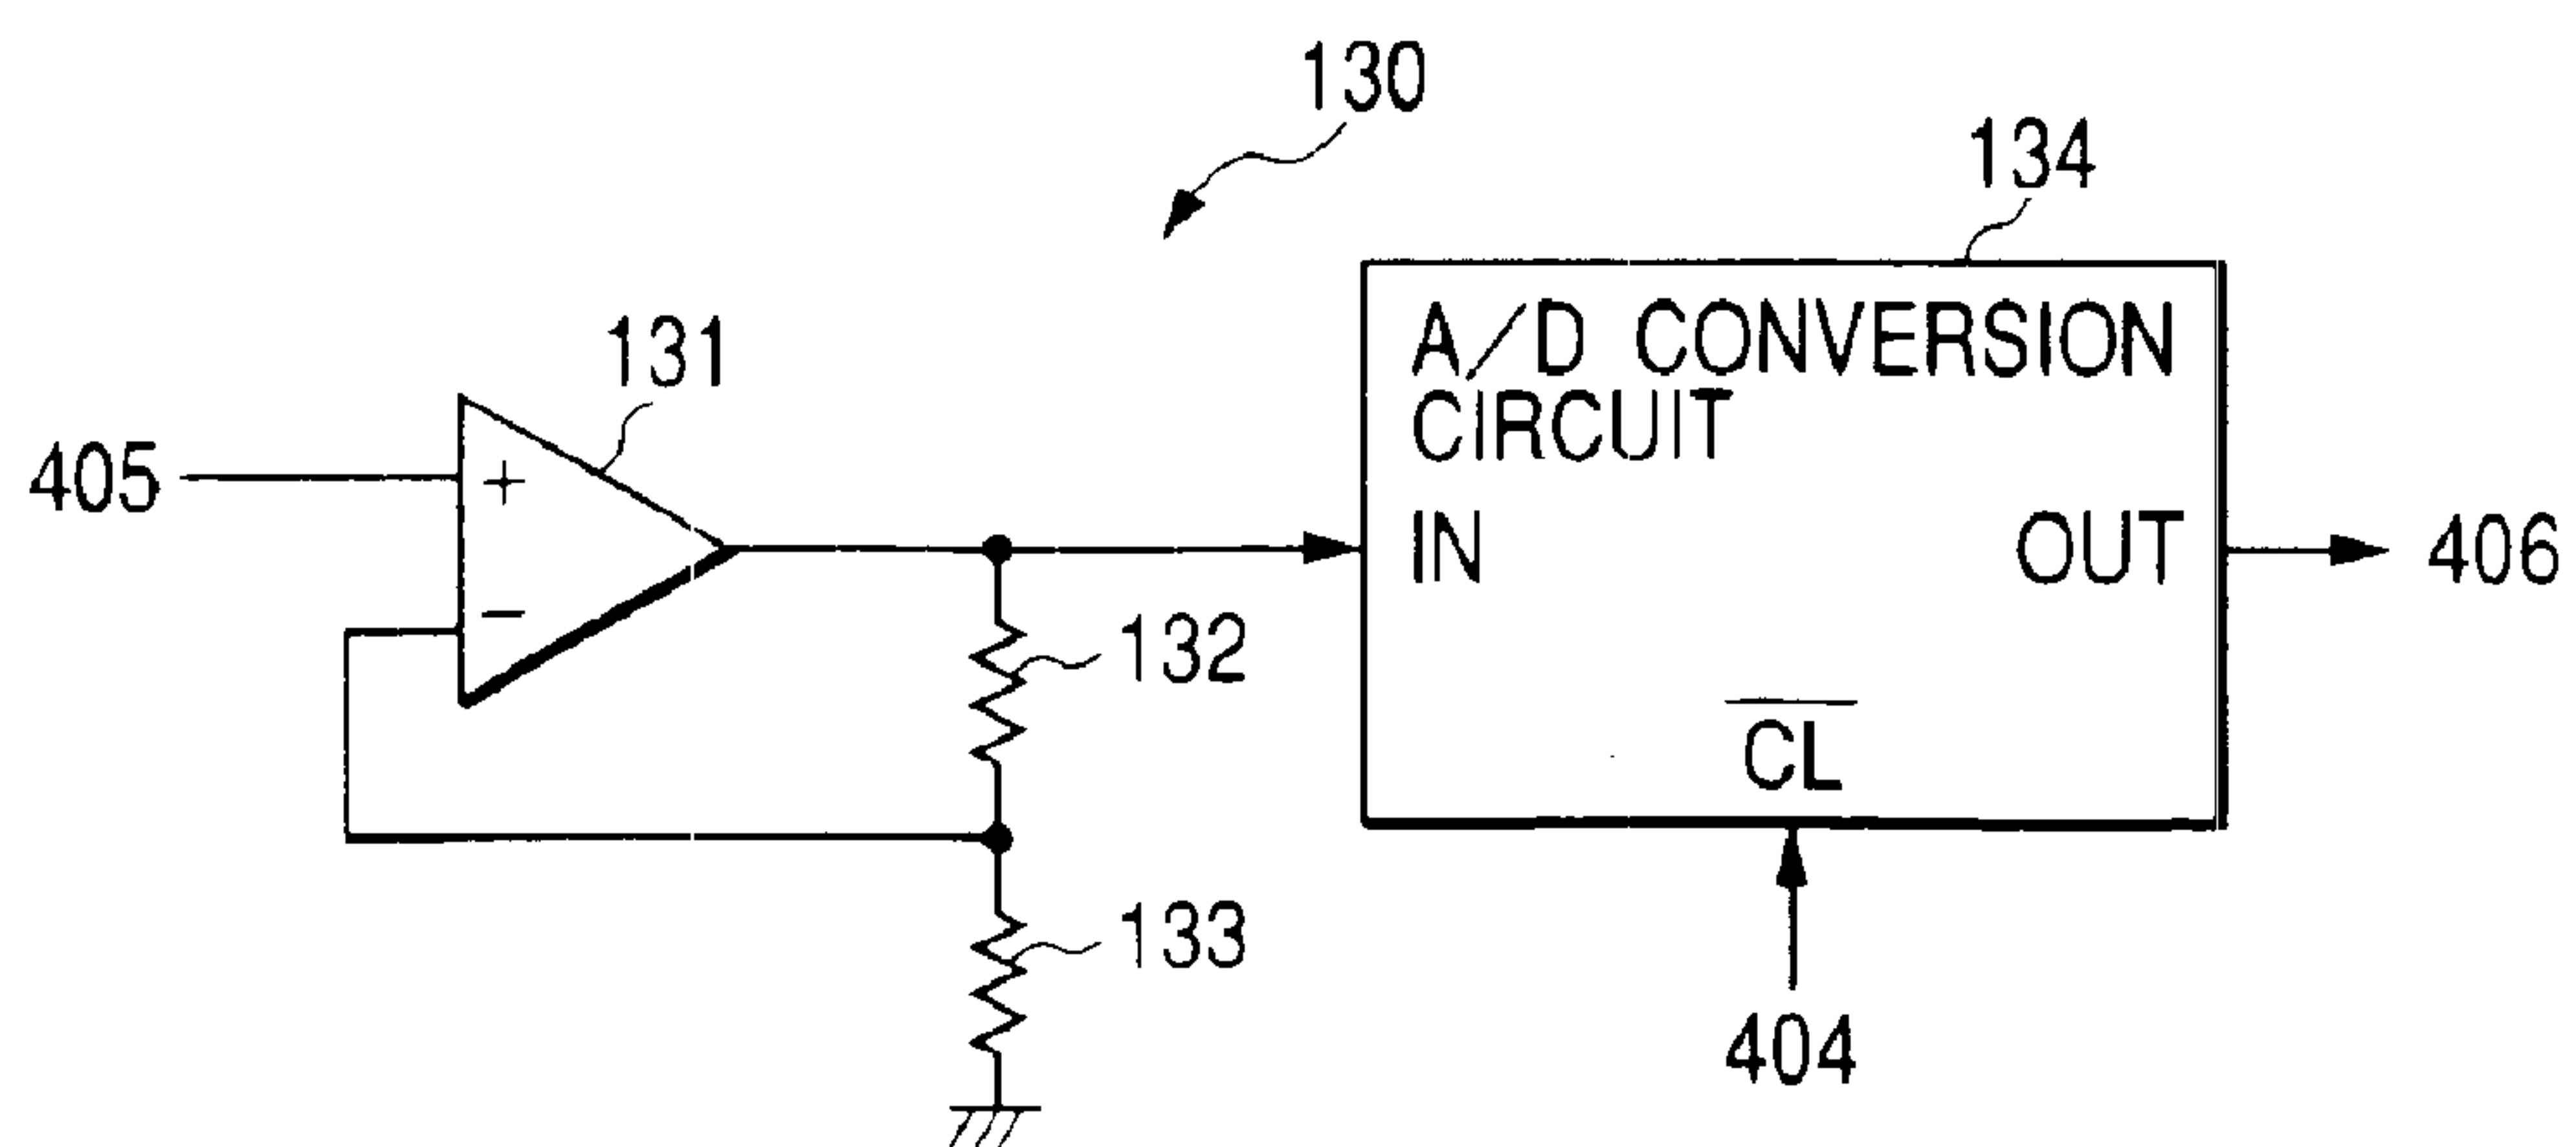 130
134
131
A/D CONVERSION
CIRCUIT
405
+
IN
OUT
406
−
132
CL
133
404